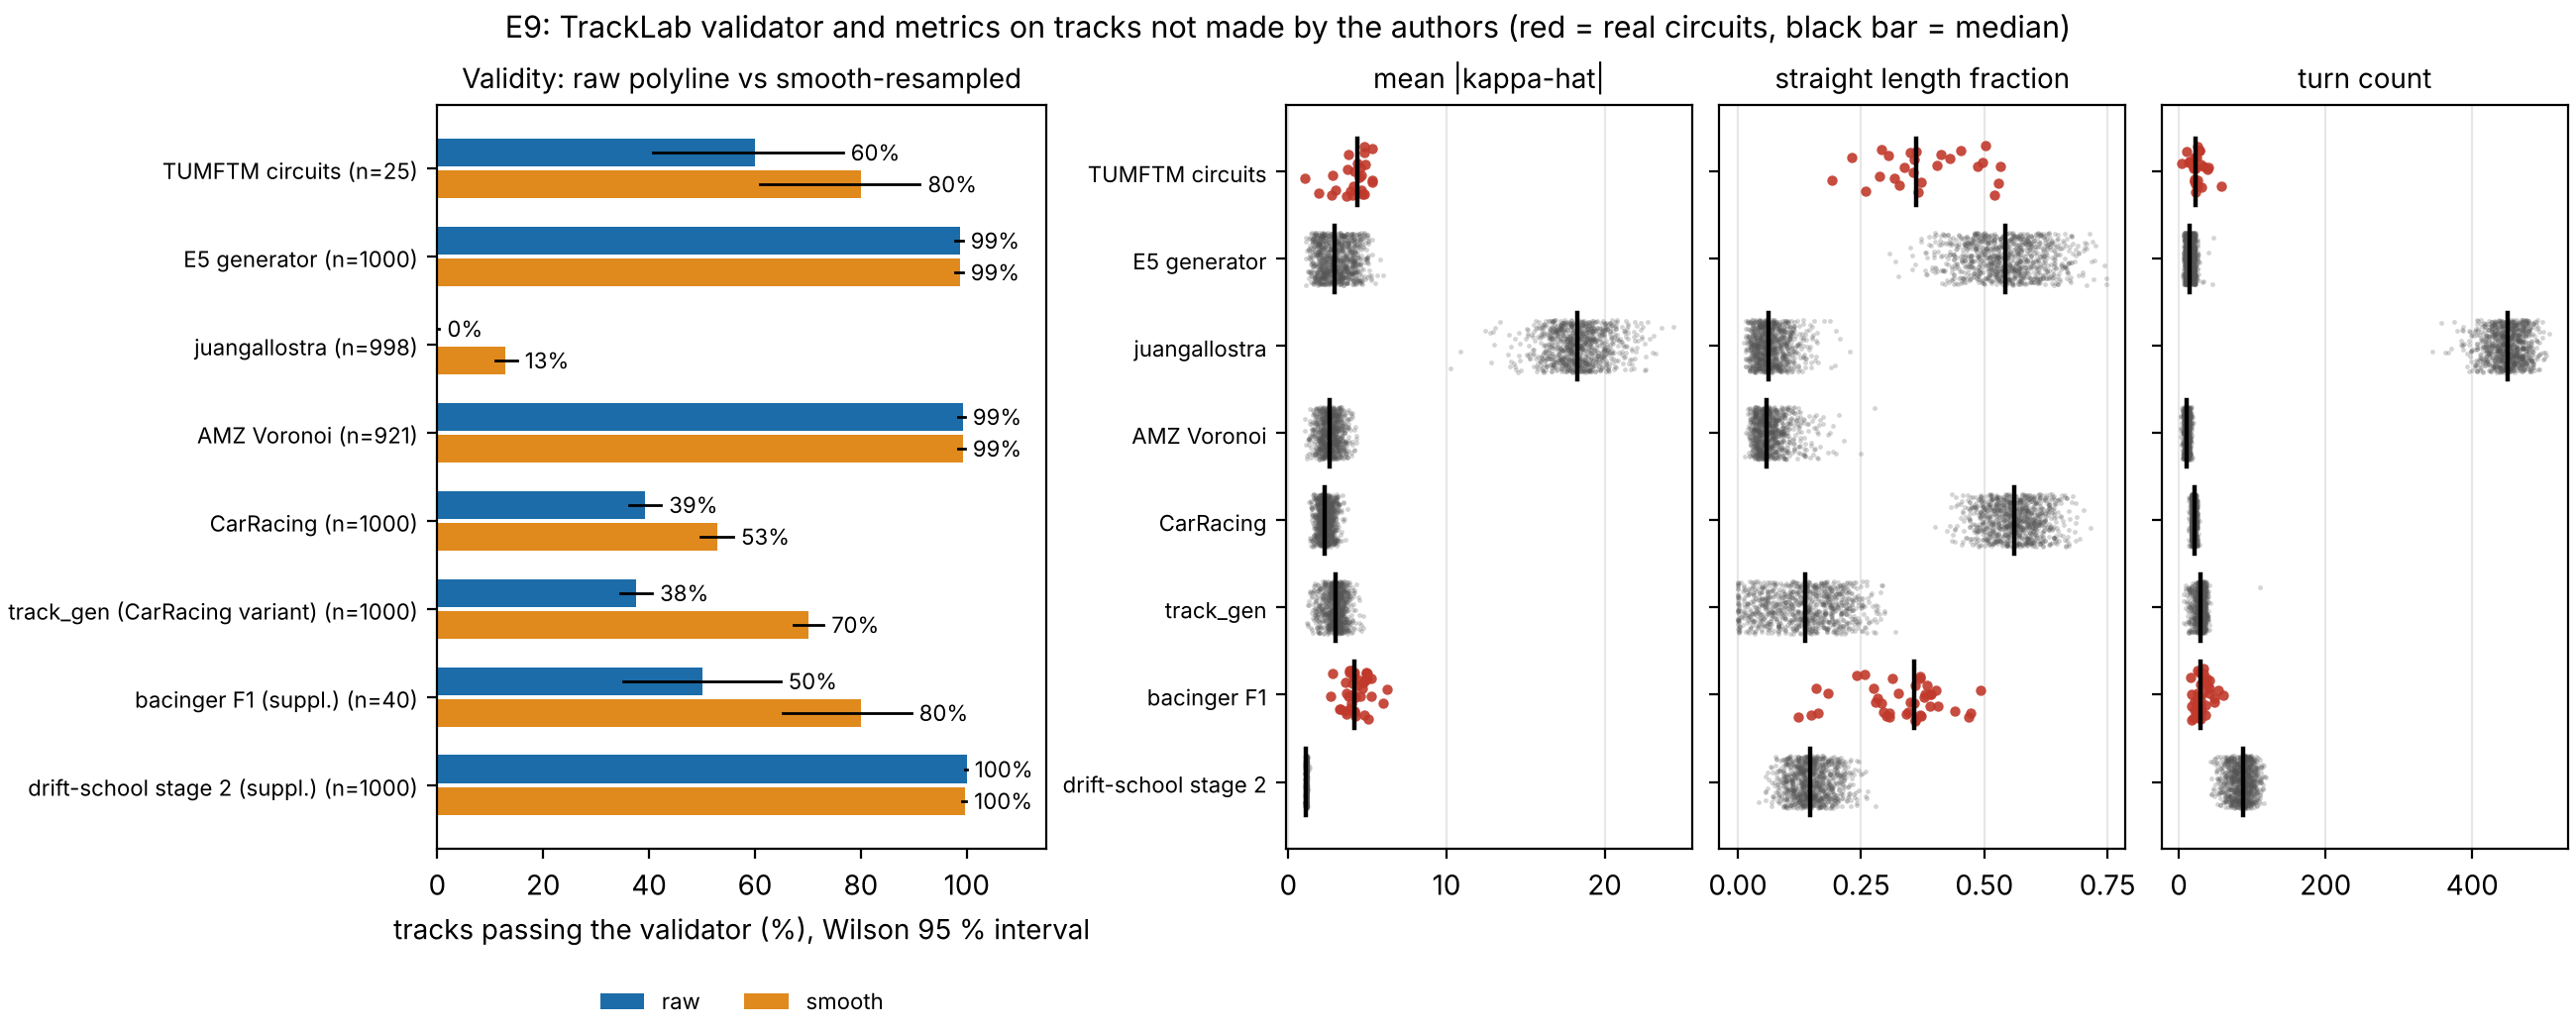 E9: TrackLab validator and metrics on tracks not made by the authors (red = real circuits, black bar = median)
Validity: raw polyline vs smooth-resampled
TUMFTM circuits (n=25)
60%
80%
E5 generator (n=1000)
99%
99%
juangallostra (n=998)
0%
13%
AMZ Voronoi (n=921)
99%
99%
CarRacing (n=1000)
39%
53%
track_gen (CarRacing variant) (n=1000)
38%
70%
bacinger F1 (suppl.) (n=40)
50%
80%
drift-school stage 2 (suppl.) (n=1000)
100%
100%
0 20 40 60 80 100
tracks passing the validator (%), Wilson 95 % interval
raw smooth
mean |kappa-hat|
TUMFTM circuits
E5 generator
juangallostra
AMZ Voronoi
CarRacing
track_gen
bacinger F1
drift-school stage 2
0 10 20
straight length fraction
0.00 0.25 0.50 0.75
turn count
0 200 400